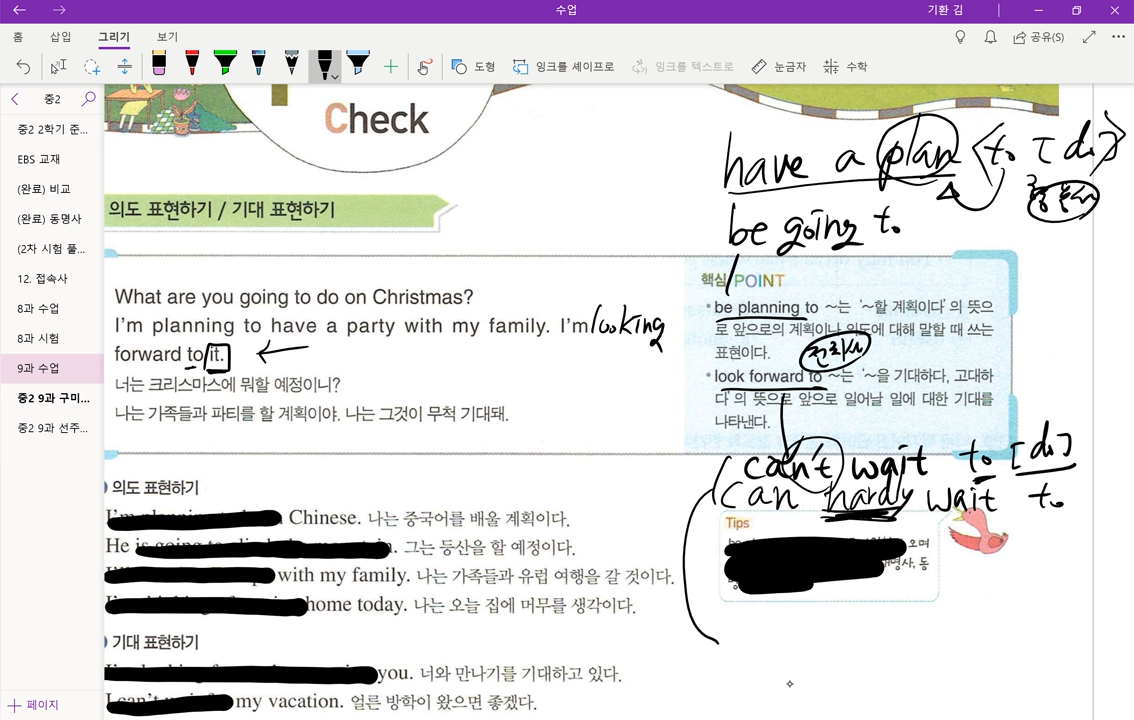 수업
기환 김
홈 삽입 그리기 보기
공유(S)
도형 잉크를 셰이프로 잉크를 텍스트로 눈금자 수학
중2
중2 2학기 준...
EBS 교재
(완료) 비교
(완료) 동명사
(2차 시험 풀...
12. 접속사
8과 수업
8과 시험
9과 수업
중2 9과 구미...
중2 9과 선주...
페이지
Check
have a plan <to [do]>
be going to
의도 표현하기 / 기대 표현하기
What are you going to do on Christmas?
I'm planning to have a party with my family. I'm looking
forward to it.
너는 크리스마스에 뭐할 예정이니?
나는 가족들과 파티를 할 계획이야. 나는 그것이 무척 기대돼.
핵심 POINT
• be planning to ~는 '~할 계획이다'의 뜻으
로 앞으로의 계획이나 의도에 대해 말할 때 쓰는
표현이다.
전치사
• look forward to ~는 '~을 기대하다, 고대하
다'의 뜻으로 앞으로 일어날 일에 대한 기대를
나타낸다.
can't wait to [do]
can hardly wait to
Tips
오며
명사, 동
의도 표현하기
Chinese. 나는 중국어를 배울 계획이다.
He is 그는 등산을 할 예정이다.
with my family. 나는 가족들과 유럽 여행을 갈 것이다.
home today. 나는 오늘 집에 머무를 생각이다.
기대 표현하기
you. 너와 만나기를 기대하고 있다.
my vacation. 얼른 방학이 왔으면 좋겠다.